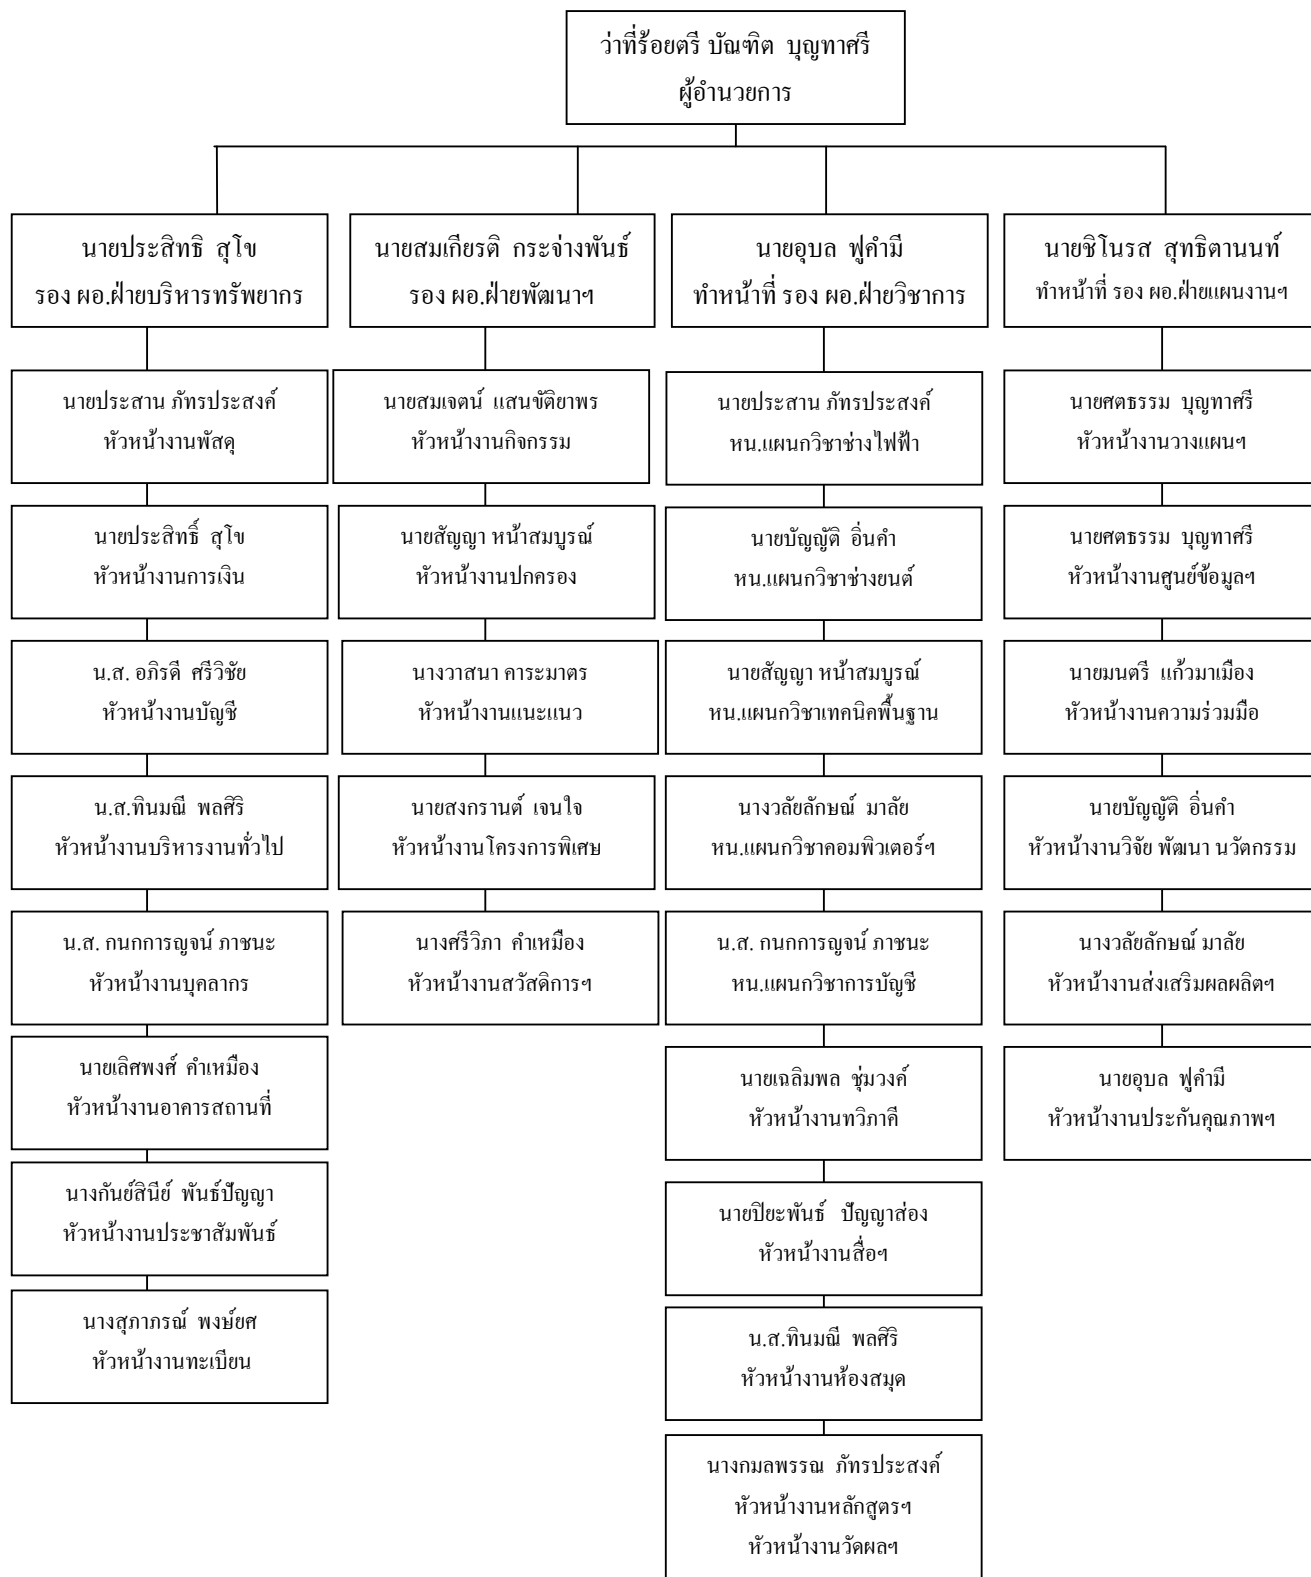 ว่าที่ร้อยตรี บัณฑิต บุญทาศรี
ผู้อำนวยการ
นายประสิทธิ สุโข
รอง ผอ.ฝ่ายบริหารทรัพยากร
นายประสาน ภัทรประสงค์
หัวหน้างานพัสดุ
นายประสิทธิ์ สุโข
หัวหน้างานการเงิน
น.ส. อภิรดี ศรีวิชัย
หัวหน้างานบัญชี
น.ส.ทินมณี พลศิริ
หัวหน้างานบริหารงานทั่วไป
น.ส. กนกการญจน์ ภาชนะ
หัวหน้างานบุคลากร
นายเลิศพงศ์ คำเหมือง
หัวหน้างานอาคารสถานที่
นางกันย์สินีย์ พันธ์ปัญญา
หัวหน้างานประชาสัมพันธ์
นางสุภาภรณ์ พงษ์ยศ
หัวหน้างานทะเบียน
นายสมเกียรติ กระจ่างพันธ์
รอง ผอ.ฝ่ายพัฒนาฯ
นายสมเจตน์ แสนขัติยาพร
หัวหน้างานกิจกรรม
นายสัญญา หน้าสมบูรณ์
หัวหน้างานปกครอง
นางวาสนา คาระมาตร
หัวหน้างานแนะแนว
นายสงกรานต์ เจนใจ
หัวหน้างานโครงการพิเศษ
นางศรีวิภา คำเหมือง
หัวหน้างานสวัสดิการฯ
นายอุบล ฟูคำมี
ทำหน้าที่ รอง ผอ.ฝ่ายวิชาการ
นายประสาน ภัทรประสงค์
หน.แผนกวิชาช่างไฟฟ้า
นายบัญญัติ อิ่นคำ
หน.แผนกวิชาช่างยนต์
นายสัญญา หน้าสมบูรณ์
หน.แผนกวิชาเทคนิคพื้นฐาน
นางวลัยลักษณ์ มาลัย
หน.แผนกวิชาคอมพิวเตอร์ฯ
น.ส. กนกการญจน์ ภาชนะ
หน.แผนกวิชาการบัญชี
นายเฉลิมพล ชุ่มวงค์
หัวหน้างานทวิภาคี
นายปิยะพันธ์ ปัญญาส่อง
หัวหน้างานสื่อฯ
น.ส.ทินมณี พลศิริ
หัวหน้างานห้องสมุด
นางกมลพรรณ ภัทรประสงค์
หัวหน้างานหลักสูตรฯ
หัวหน้างานวัดผลฯ
นายชิโนรส สุทธิตานนท์
ทำหน้าที่ รอง ผอ.ฝ่ายแผนงานฯ
นายศตธรรม บุญทาศรี
หัวหน้างานวางแผนฯ
นายศตธรรม บุญทาศรี
หัวหน้างานศูนย์ข้อมูลฯ
นายมนตรี แก้วมาเมือง
หัวหน้างานความร่วมมือ
นายบัญญัติ อิ่นคำ
หัวหน้างานวิจัย พัฒนา นวัตกรรม
นางวลัยลักษณ์ มาลัย
หัวหน้างานส่งเสริมผลผลิตฯ
นายอุบล ฟูคำมี
หัวหน้างานประกันคุณภาพฯ